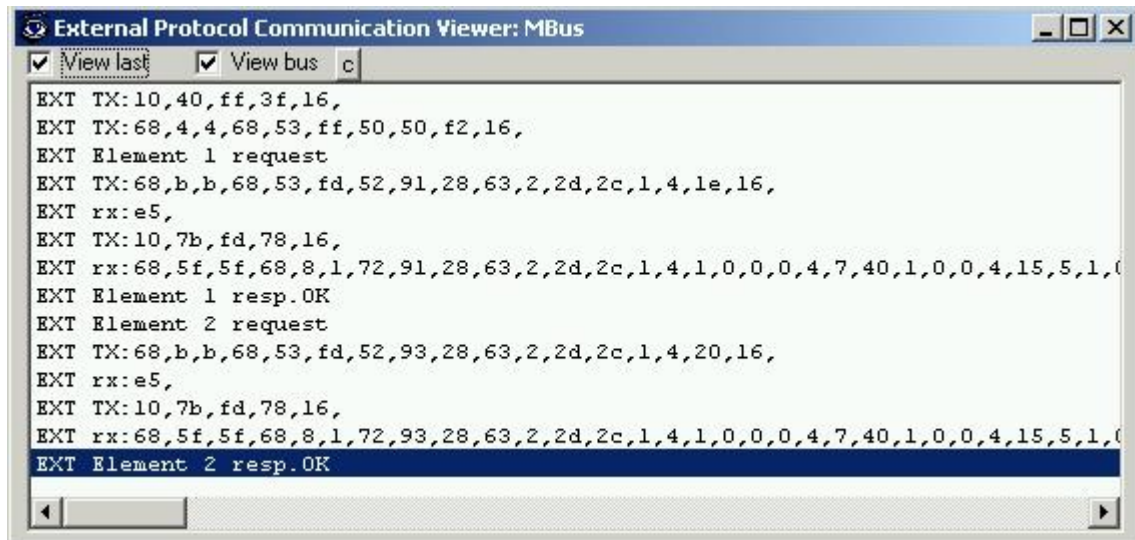 External Protocol Communication Viewer: MBus
View last View bus c
EXT TX:10,40,ff,3f,16,
EXT TX:68,4,4,68,53,ff,50,50,f2,16,
EXT Element 1 request
EXT TX:68,b,b,68,53,fd,52,91,28,63,2,2d,2c,1,4,1e,16,
EXT rx:e5,
EXT TX:10,7b,fd,78,16,
EXT rx:68,5f,5f,68,8,1,72,91,28,63,2,2d,2c,1,4,1,0,0,0,4,7,40,1,0,0,4,15,5,1,
EXT Element 1 resp.OK
EXT Element 2 request
EXT TX:68,b,b,68,53,fd,52,93,28,63,2,2d,2c,1,4,20,16,
EXT rx:e5,
EXT TX:10,7b,fd,78,16,
EXT rx:68,5f,5f,68,8,1,72,93,28,63,2,2d,2c,1,4,1,0,0,0,4,7,40,1,0,0,4,15,5,1,
EXT Element 2 resp.OK